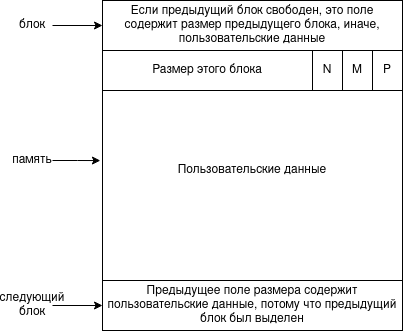 блок
Если предыдущий блок свободен, это поле
содержит размер предыдущего блока, иначе,
пользовательские данные
Размер этого блока
N
M
P
память
Пользовательские данные
следующий
блок
Предыдущее поле размера содержит
пользовательские данные, потому что предыдущий
блок был выделен